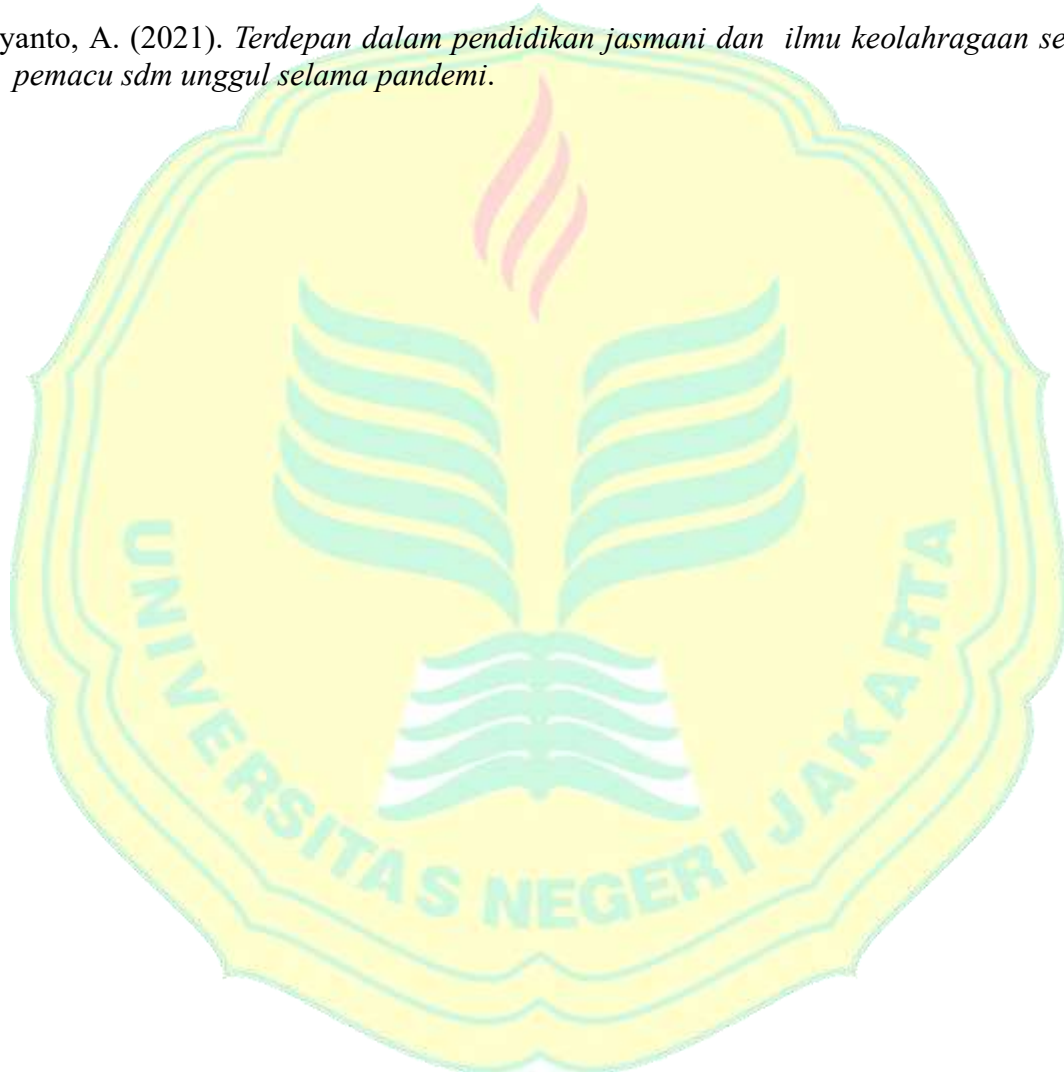 yanto, A. (2021). Terdepan dalam pendidikan jasmani dan ilmu keolahragaan se
pemacu sdm unggul selama pandemi.
UNIVERSITAS NEGERI JAKARTA